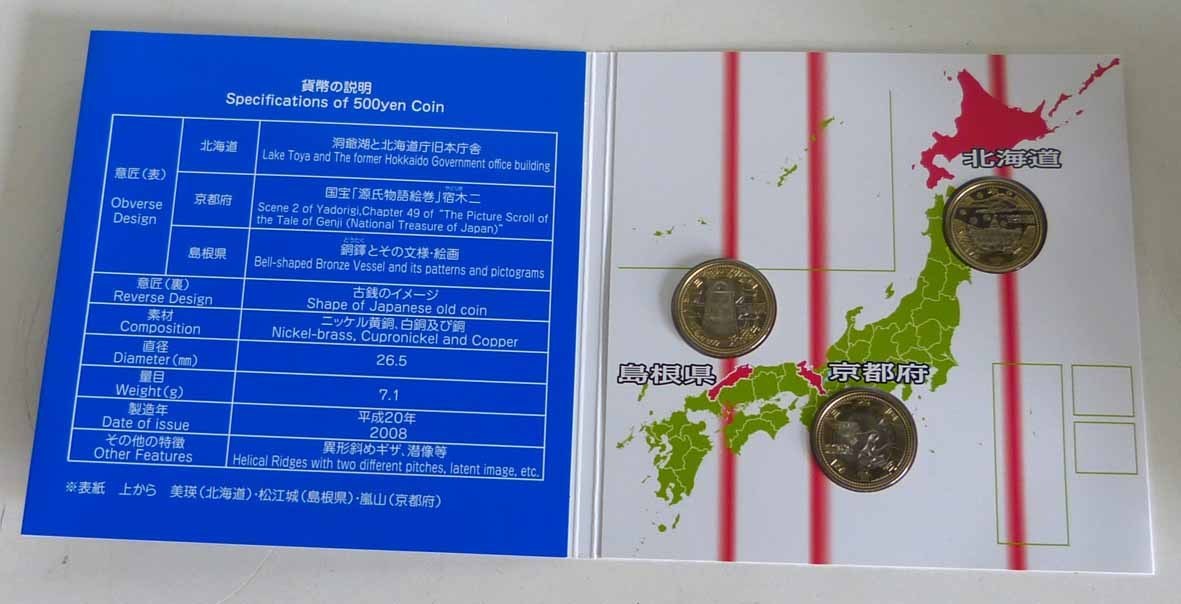 貨幣の説明
Specifications of 500yen Coin
意匠(表)
Obverse
Design
北海道
洞爺湖と北海道庁旧本庁舎
Lake Toya and The former Hokkaido Government office building
京都府
やどりぎ
国宝「源氏物語絵巻」宿木二
Scene 2 of Yadorigi,Chapter 49 of "The Picture Scroll of
the Tale of Genji (National Treasure of Japan)"
島根県
どうたく
銅鐸とその文様・絵画
Bell-shaped Bronze Vessel and its patterns and pictograms
意匠(裏)
Reverse Design
古銭のイメージ
Shape of Japanese old coin
素材
Composition
ニッケル黄銅、白銅及び銅
Nickel-brass, Cupronickel and Copper
直径
Diameter(mm)
26.5
量目
Weight(g)
7.1
製造年
Date of issue
平成20年
2008
その他の特徴
Other Features
異形斜めギザ、潜像等
Helical Ridges with two different pitches, latent image, etc.
※表紙 上から 美瑛(北海道)・松江城(島根県)・嵐山(京都府)
北海道
島根県
京都府